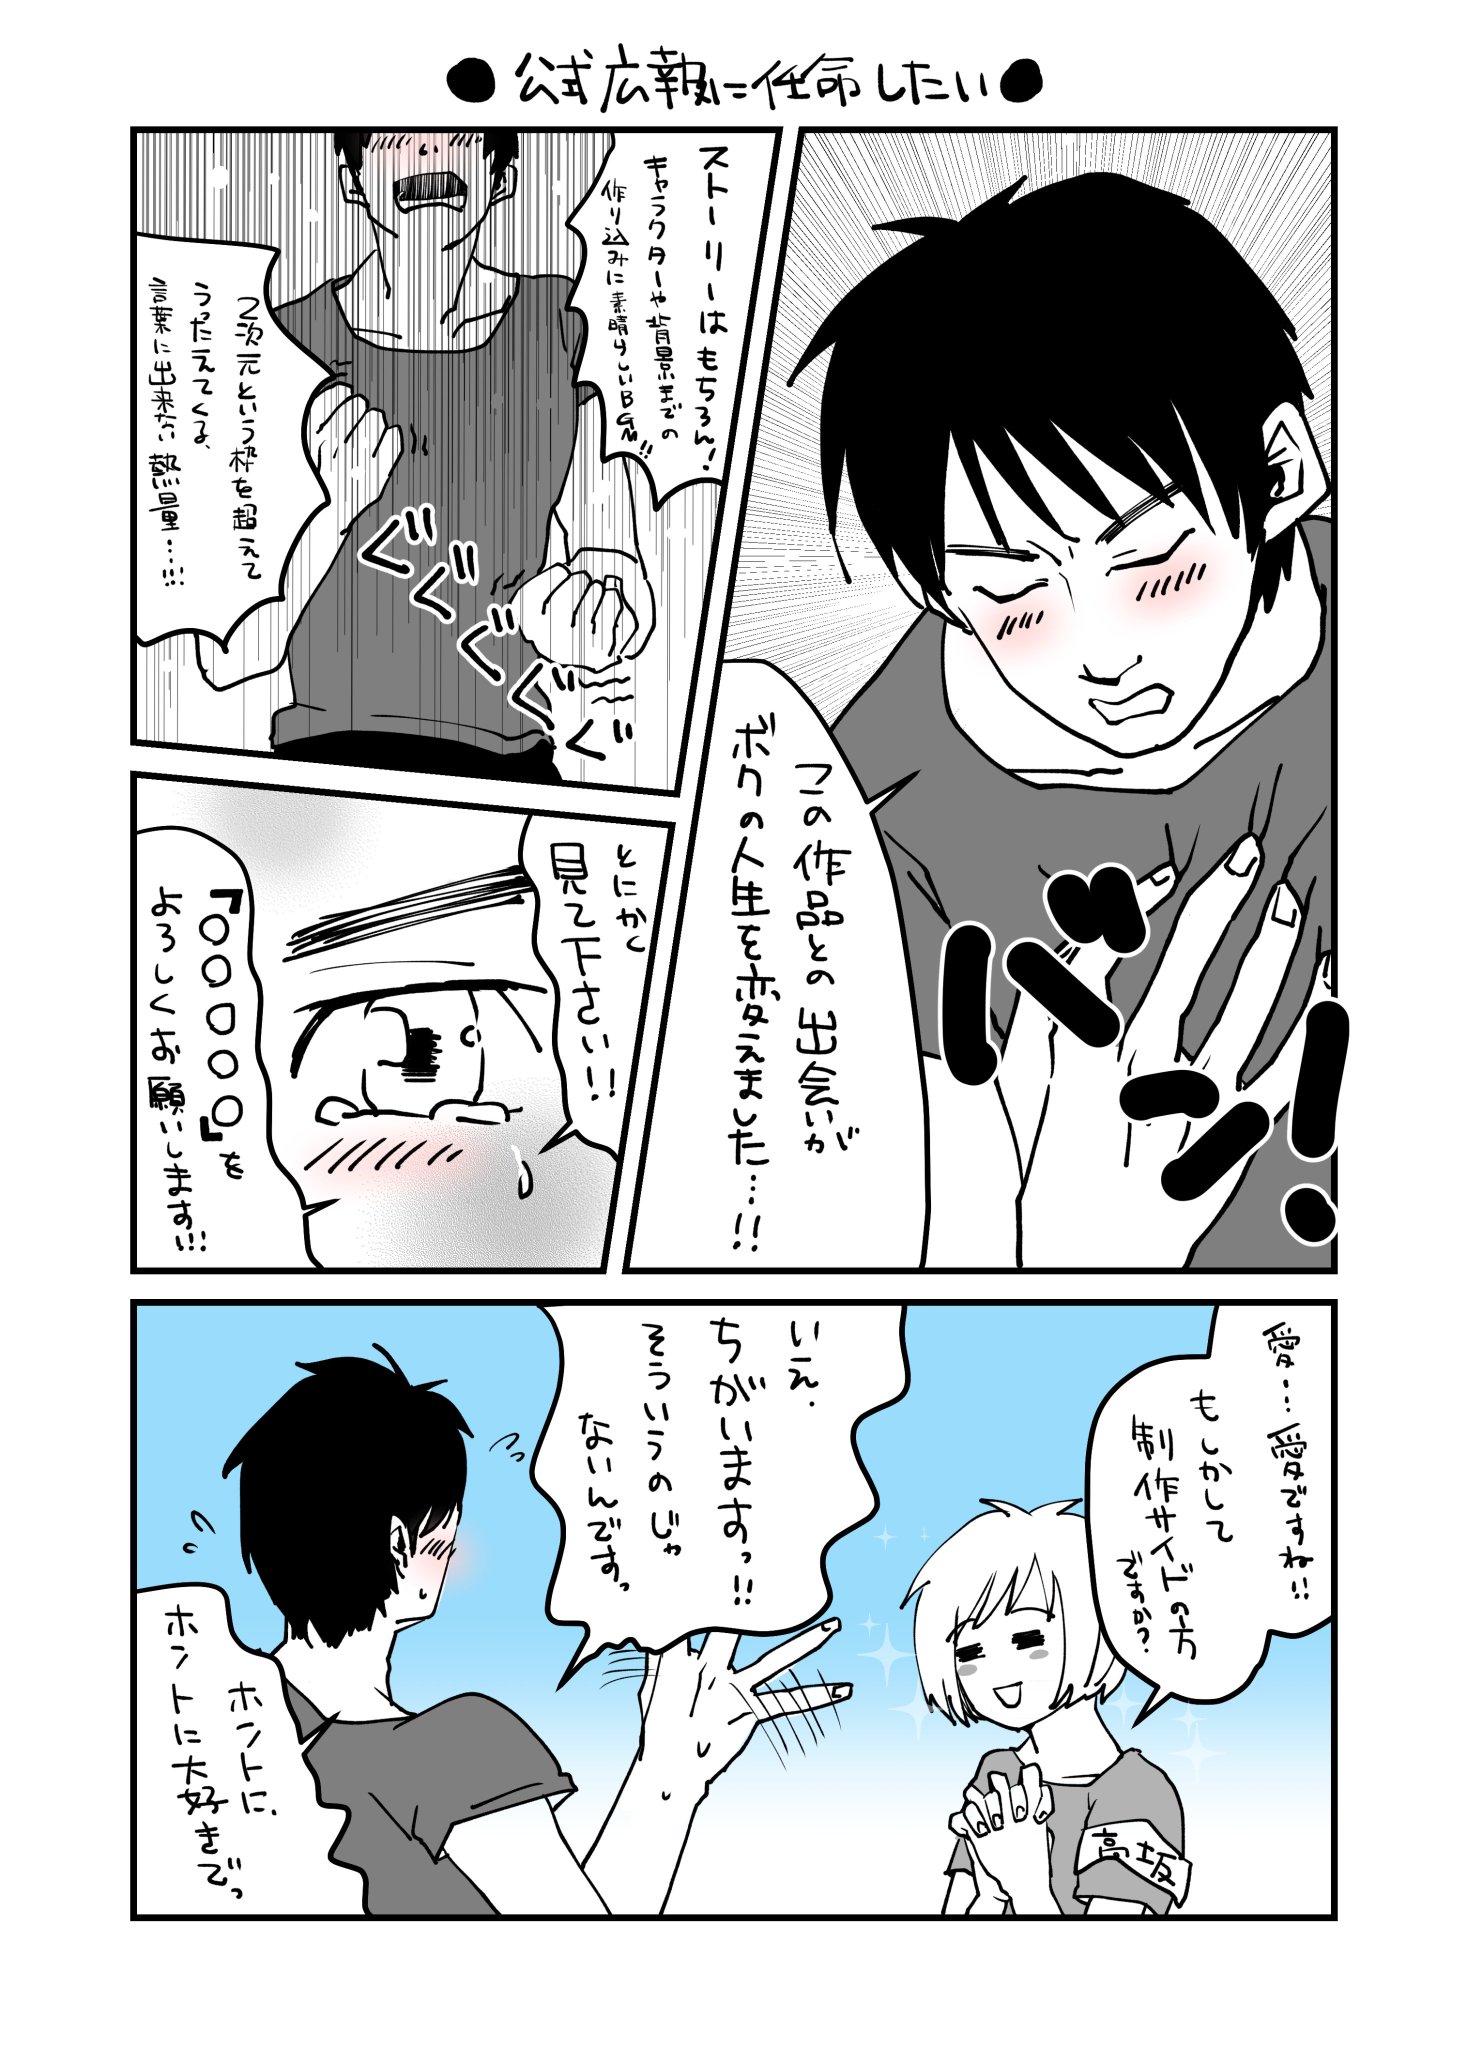 ●公式広報に任命したい●
この作品との出会いが
ボクの人生を変えました…!!
バーン!
ストーリーはもちろん!
キャラクターや背景までの
作り込みに素晴らしいBGM!!
2次元という枠を超えて
うったえてくる、
言葉に出来ない熱量…!!!
ぐぐぐぐぐ
とにかく
見て下さい!!
『○○○○○』を
よろしくお願いします!!!
愛…愛ですね!!
もしかして
制作サイドの方
ですか?
高坂
いえ、
ちがいますっ!!
そういうのじゃ
ないんですっ
ホントに、
ホントに大好きでっ